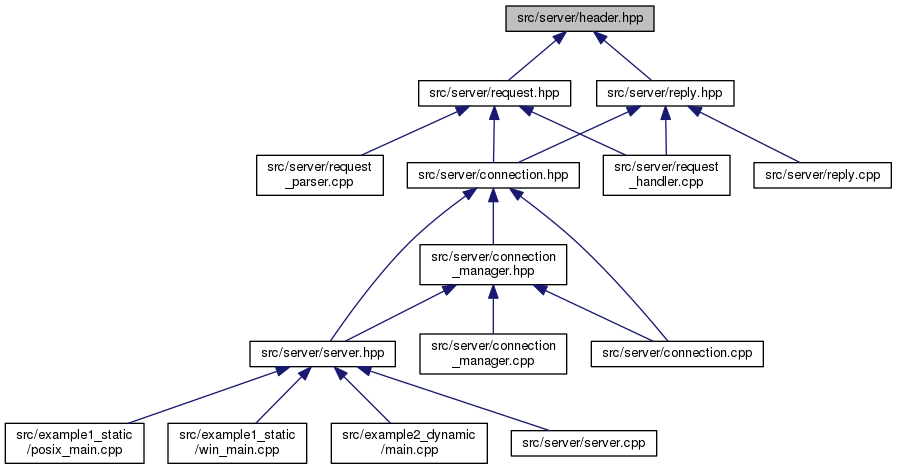 src/server/header.hpp
src/server/request.hpp
src/server/reply.hpp
src/server/request
_parser.cpp
src/server/connection.hpp
src/server/request
_handler.cpp
src/server/reply.cpp
src/server/connection
_manager.hpp
src/server/server.hpp
src/server/connection
_manager.cpp
src/server/connection.cpp
src/example1_static
/posix_main.cpp
src/example1_static
/win_main.cpp
src/example2_dynamic
/main.cpp
src/server/server.cpp